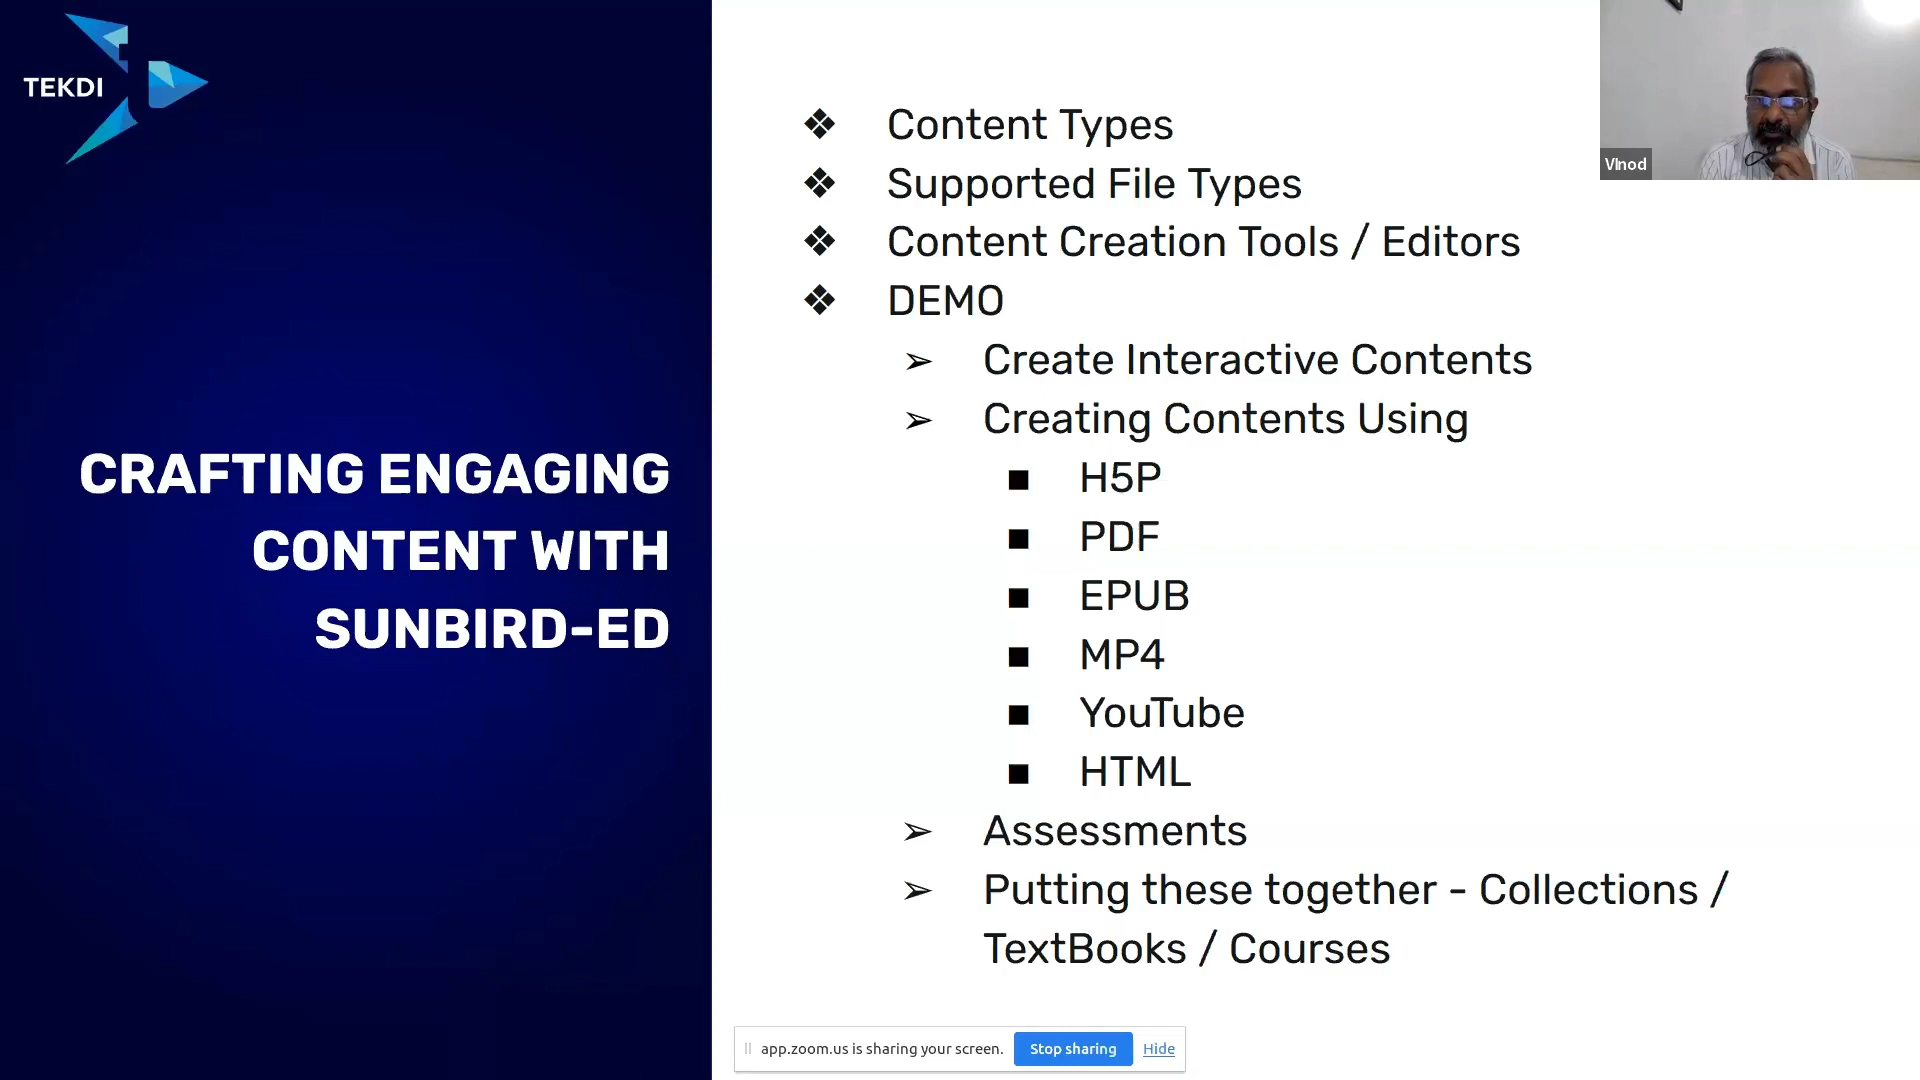 TEKDI
CRAFTING ENGAGING
CONTENT WITH
SUNBIRD-ED
❖ Content Types
❖ Supported File Types
❖ Content Creation Tools / Editors
❖ DEMO
➢ Create Interactive Contents
➢ Creating Contents Using
■ H5P
■ PDF
■ EPUB
■ MP4
■ YouTube
■ HTML
➢ Assessments
➢ Putting these together - Collections /
TextBooks / Courses
VInod
app.zoom.us is sharing your screen. Stop sharing Hide